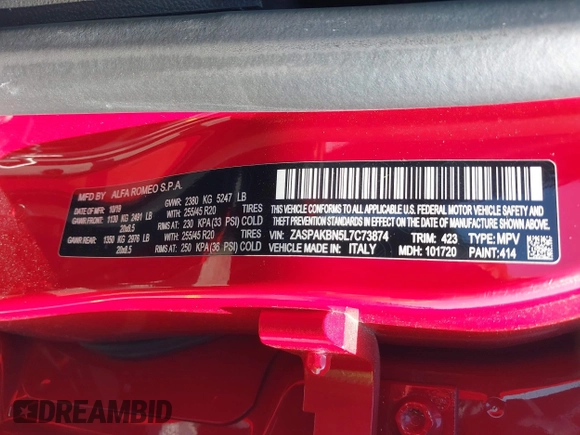 MFD BY ALFA ROMEO S.P.A.
DATE OF MFR: 10/19 GVWR: 2380 KG 5247 LB
GAWR FRONT: 1130 KG 2491 LB WITH: 255/45 R20 TIRES
20x8.5 RIMS AT: 230 KPA(33 PSI) COLD
GAWR REAR: 1350 KG 2976 LB WITH: 255/45 R20 TIRES
20x8.5 RIMS AT: 250 KPA(36 PSI) COLD
THIS VEHICLE CONFORMS TO ALL APPLICABLE U.S. FEDERAL MOTOR VEHICLE SAFETY AND
THEFT PREVENTION STANDARDS IN EFFECT ON THE DATE OF MANUFACTURE SHOWN ABOVE.
VIN: ZASPAKBN5L7C73874 TRIM: 423 TYPE: MPV
VEHICLE MADE IN: ITALY MDH: 101720 PAINT: 414
DREAMBID